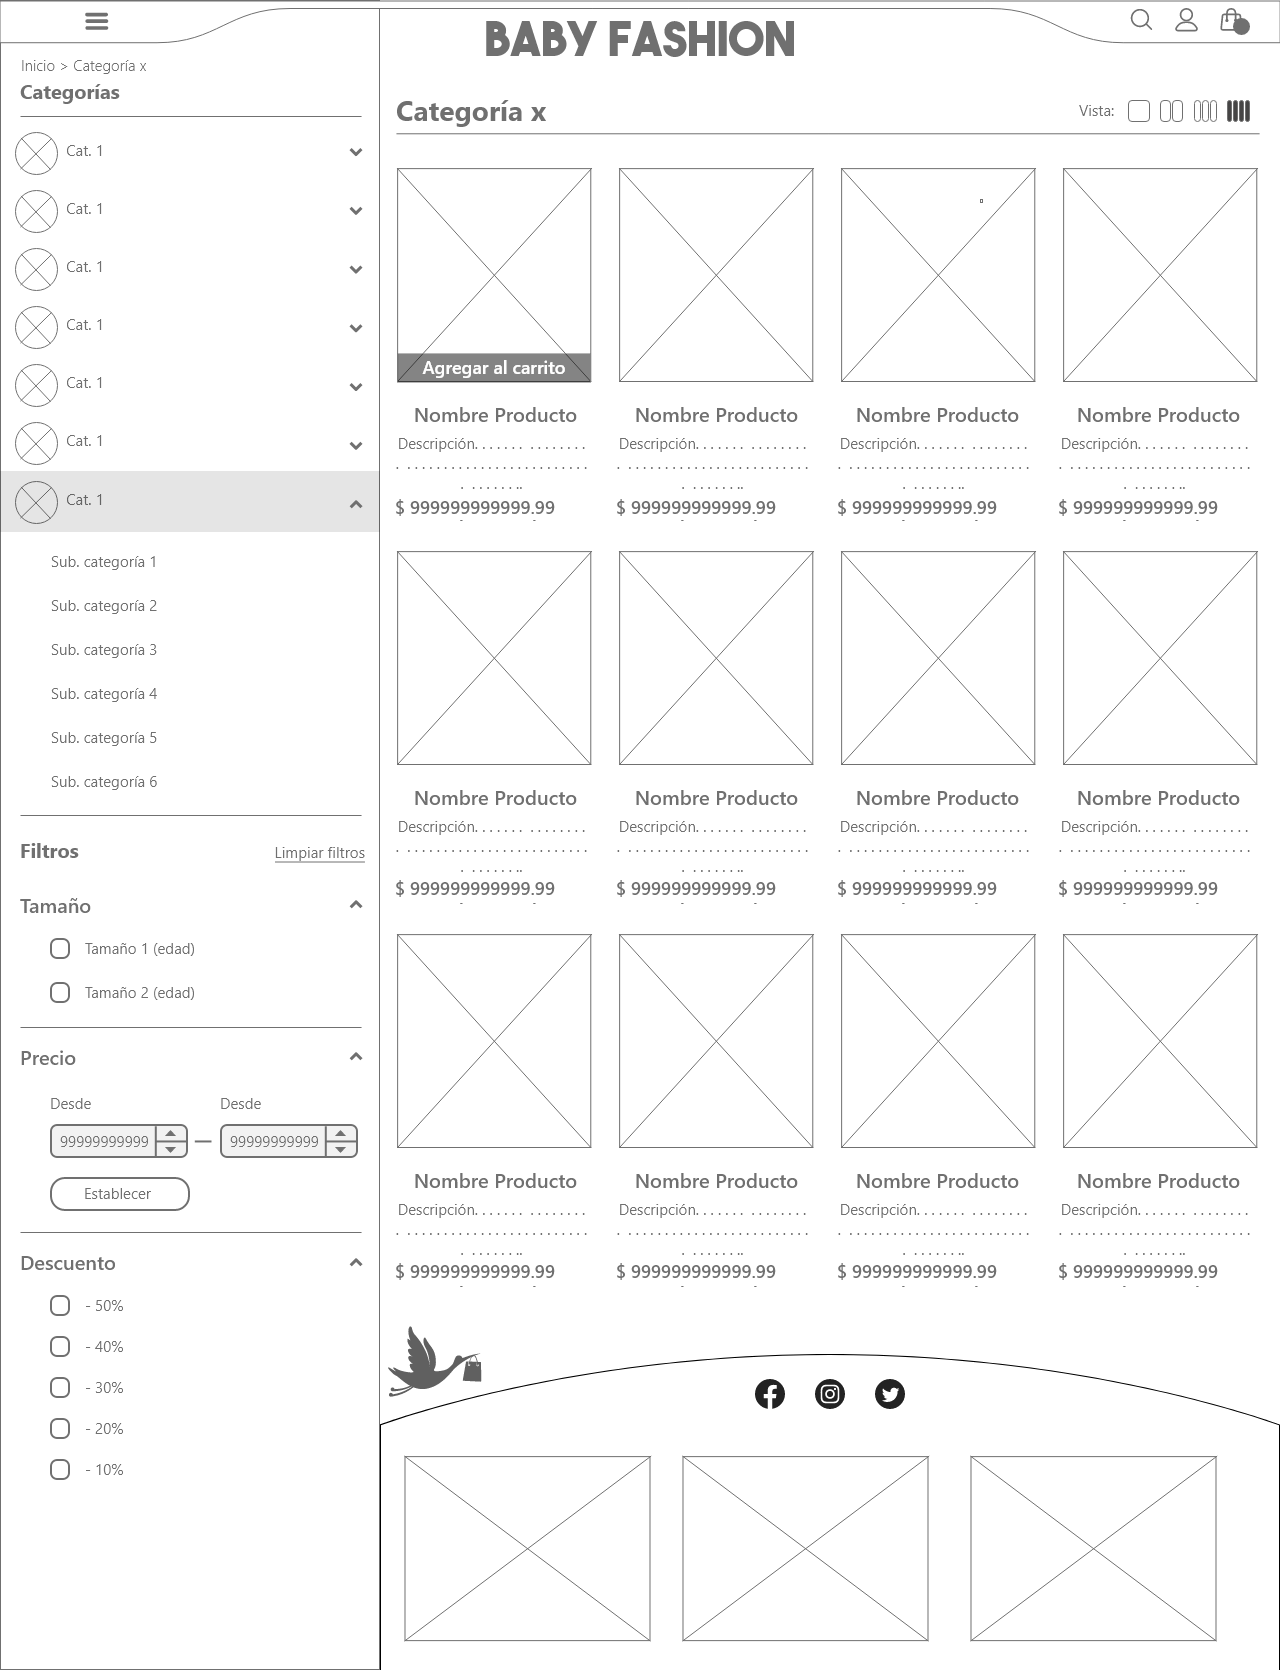 BABY FASHION
Inicio > Categoría x
Categorías
Cat. 1
Cat. 1
Cat. 1
Cat. 1
Cat. 1
Cat. 1
Cat. 1
Sub. categoría 1
Sub. categoría 2
Sub. categoría 3
Sub. categoría 4
Sub. categoría 5
Sub. categoría 6
Filtros Limpiar filtros
Tamaño
Tamaño 1 (edad)
Tamaño 2 (edad)
Precio
Desde Desde
99999999999 — 99999999999
Establecer
Descuento
- 50%
- 40%
- 30%
- 20%
- 10%
Categoría x Vista:
Agregar al carrito
Nombre Producto Nombre Producto Nombre Producto Nombre Producto
Descripción. . . . . . . . . . . . . . . Descripción. . . . . . . . . . . . . . . Descripción. . . . . . . . . . . . . . . Descripción. . . . . . . . . . . . . . .
$ 999999999999.99 $ 999999999999.99 $ 999999999999.99 $ 999999999999.99
Nombre Producto Nombre Producto Nombre Producto Nombre Producto
Descripción. . . . . . . . . . . . . . . Descripción. . . . . . . . . . . . . . . Descripción. . . . . . . . . . . . . . . Descripción. . . . . . . . . . . . . . .
$ 999999999999.99 $ 999999999999.99 $ 999999999999.99 $ 999999999999.99
Nombre Producto Nombre Producto Nombre Producto Nombre Producto
Descripción. . . . . . . . . . . . . . . Descripción. . . . . . . . . . . . . . . Descripción. . . . . . . . . . . . . . . Descripción. . . . . . . . . . . . . . .
$ 999999999999.99 $ 999999999999.99 $ 999999999999.99 $ 999999999999.99